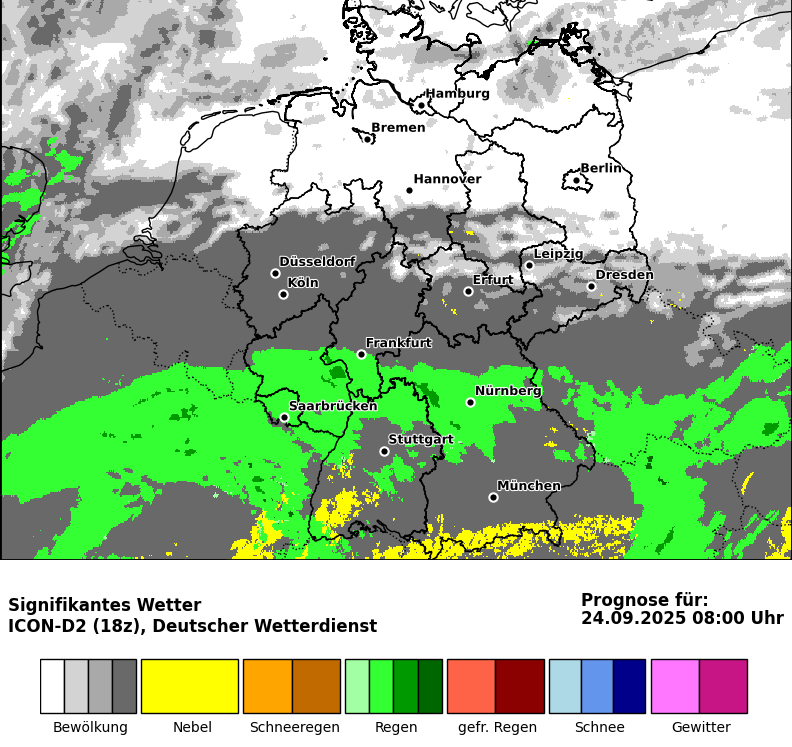 Hamburg
Bremen
Berlin
Hannover
Leipzig
Düsseldorf
Dresden
Köln
Erfurt
Frankfurt
Nürnberg
Saarbrücken
Stuttgart
München
Signifikantes Wetter
ICON-D2 (18z), Deutscher Wetterdienst
Prognose für:
24.09.2025 08:00 Uhr
Bewölkung Nebel Schneeregen Regen gefr. Regen Schnee Gewitter